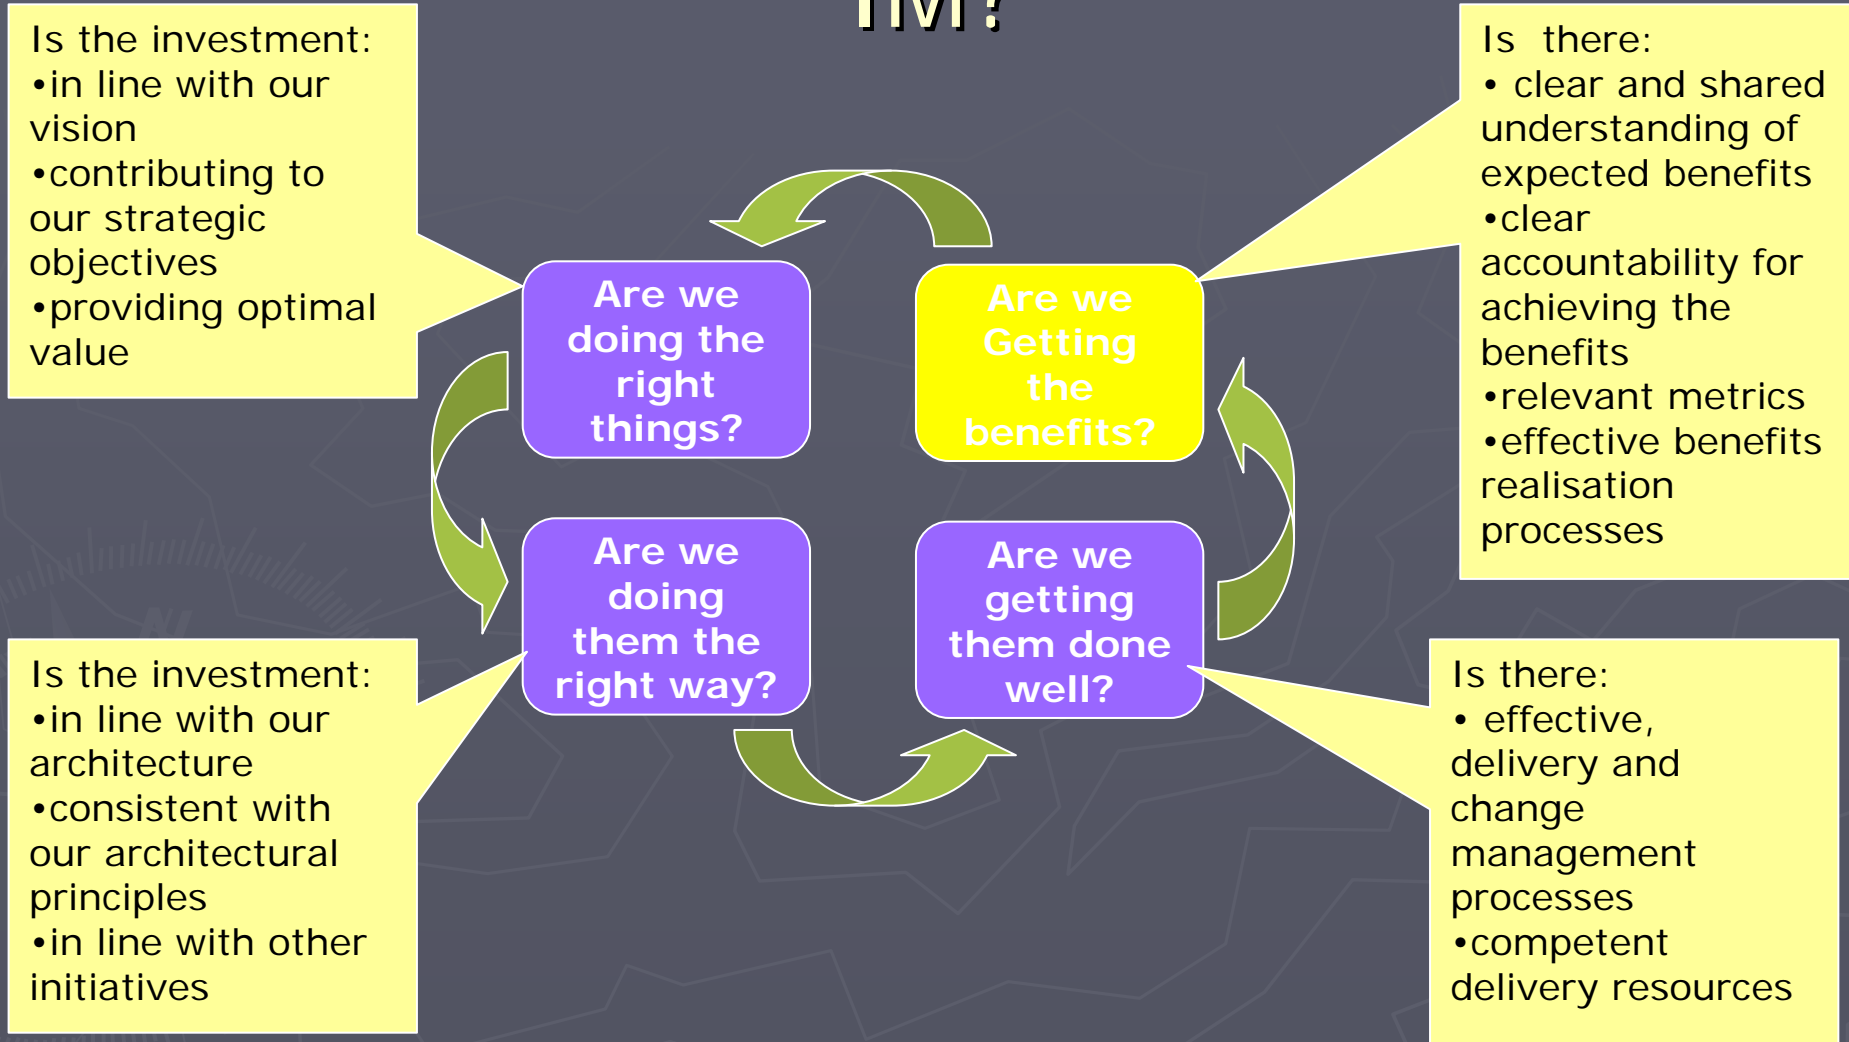 Is the investment:
•in line with our
vision
•contributing to
our strategic
objectives
•providing optimal
value
Is there:
• clear and shared
understanding of
expected benefits
•clear
accountability for
achieving the
benefits
•relevant metrics
•effective benefits
realisation
processes
Are we
doing the
right
things?
Are we
Getting
the
benefits?
Are we
doing
them the
right way?
Are we
getting
them done
well?
Is the investment:
•in line with our
architecture
•consistent with
our architectural
principles
•in line with other
initiatives
Is there:
• effective,
delivery and
change
management
processes
•competent
delivery resources
N